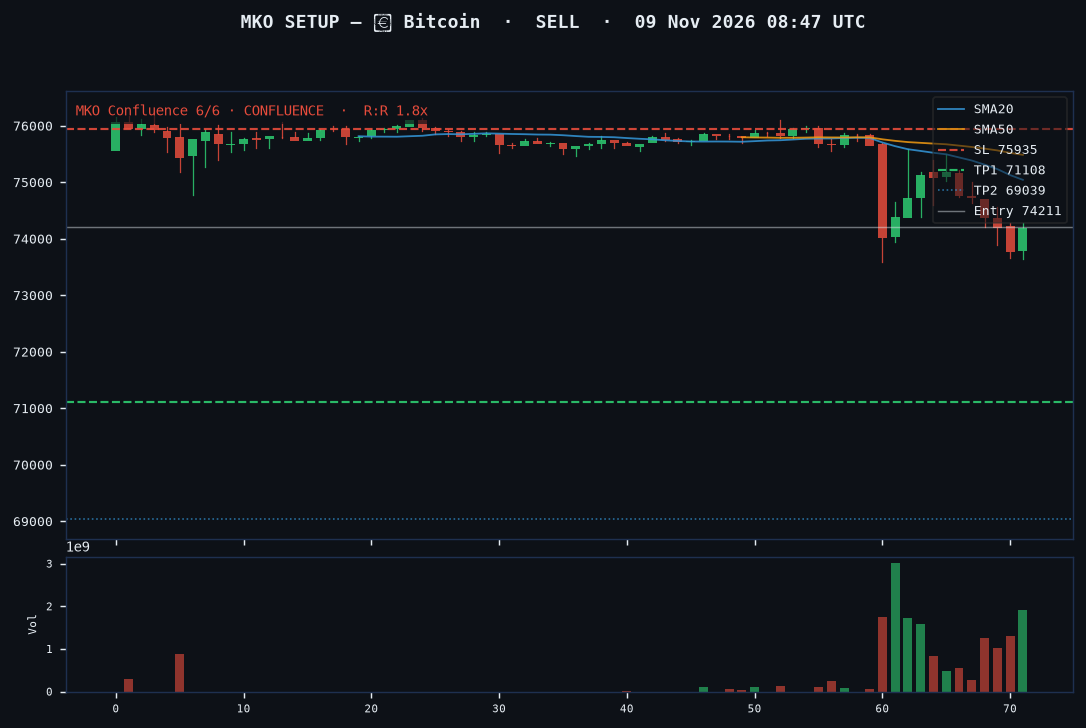 MKO SETUP — 💶 Bitcoin · SELL · 09 Nov 2026 08:47 UTC
MKO Confluence 6/6 · CONFLUENCE · R:R 1.8x
SMA20
SMA50
SL 75935
TP1 71108
TP2 69039
Entry 74211
76000
75000
74000
73000
72000
71000
70000
69000
1e9
Vol
3
2
1
0
0 10 20 30 40 50 60 70